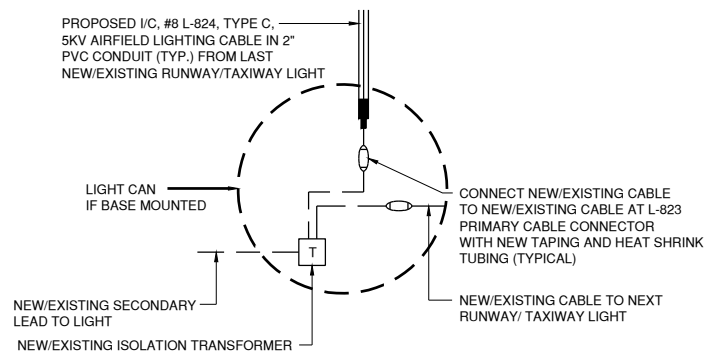 PROPOSED I/C, #8 L-824, TYPE C,
5KV AIRFIELD LIGHTING CABLE IN 2"
PVC CONDUIT (TYP.) FROM LAST
NEW/EXISTING RUNWAY/TAXIWAY LIGHT
LIGHT CAN
IF BASE MOUNTED
CONNECT NEW/EXISTING CABLE
TO NEW/EXISTING CABLE AT L-823
PRIMARY CABLE CONNECTOR
WITH NEW TAPING AND HEAT SHRINK
TUBING (TYPICAL)
T
NEW/EXISTING SECONDARY
LEAD TO LIGHT
NEW/EXISTING CABLE TO NEXT
RUNWAY/ TAXIWAY LIGHT
NEW/EXISTING ISOLATION TRANSFORMER